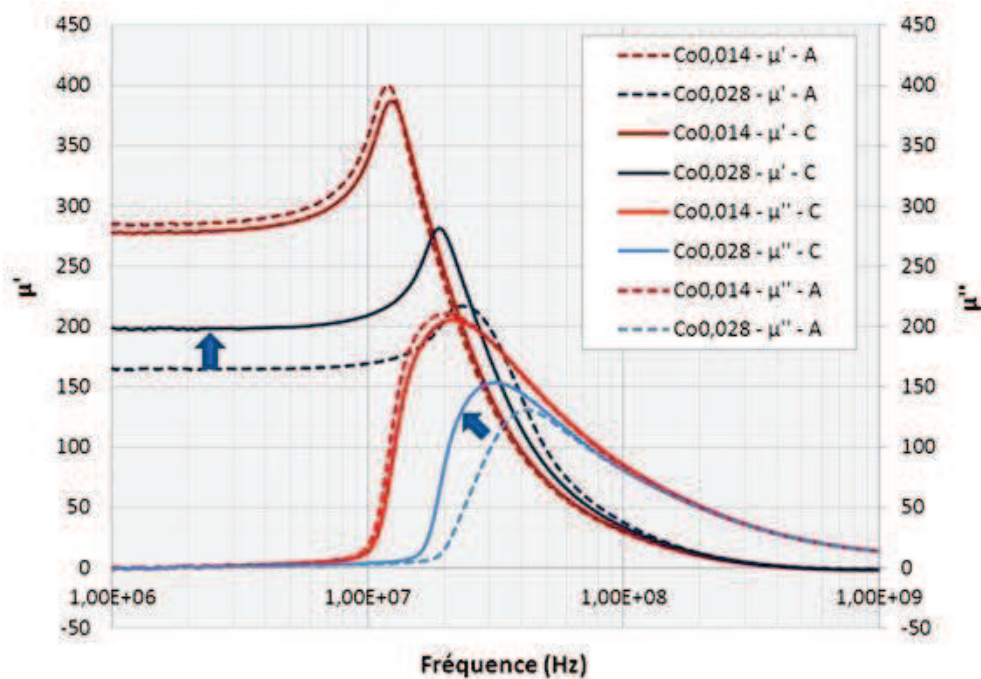 450
400
350
300
250
200
150
100
50
0
-50
450
400
350
300
250
200
150
100
50
0
-50
µ'
µ''
Co0,014 - µ' - A
Co0,028 - µ' - A
Co0,014 - µ' - C
Co0,028 - µ' - C
Co0,014 - µ'' - C
Co0,028 - µ'' - C
Co0,014 - µ'' - A
Co0,028 - µ'' - A
1,00E+06
1,00E+07
1,00E+08
1,00E+09
Fréquence (Hz)